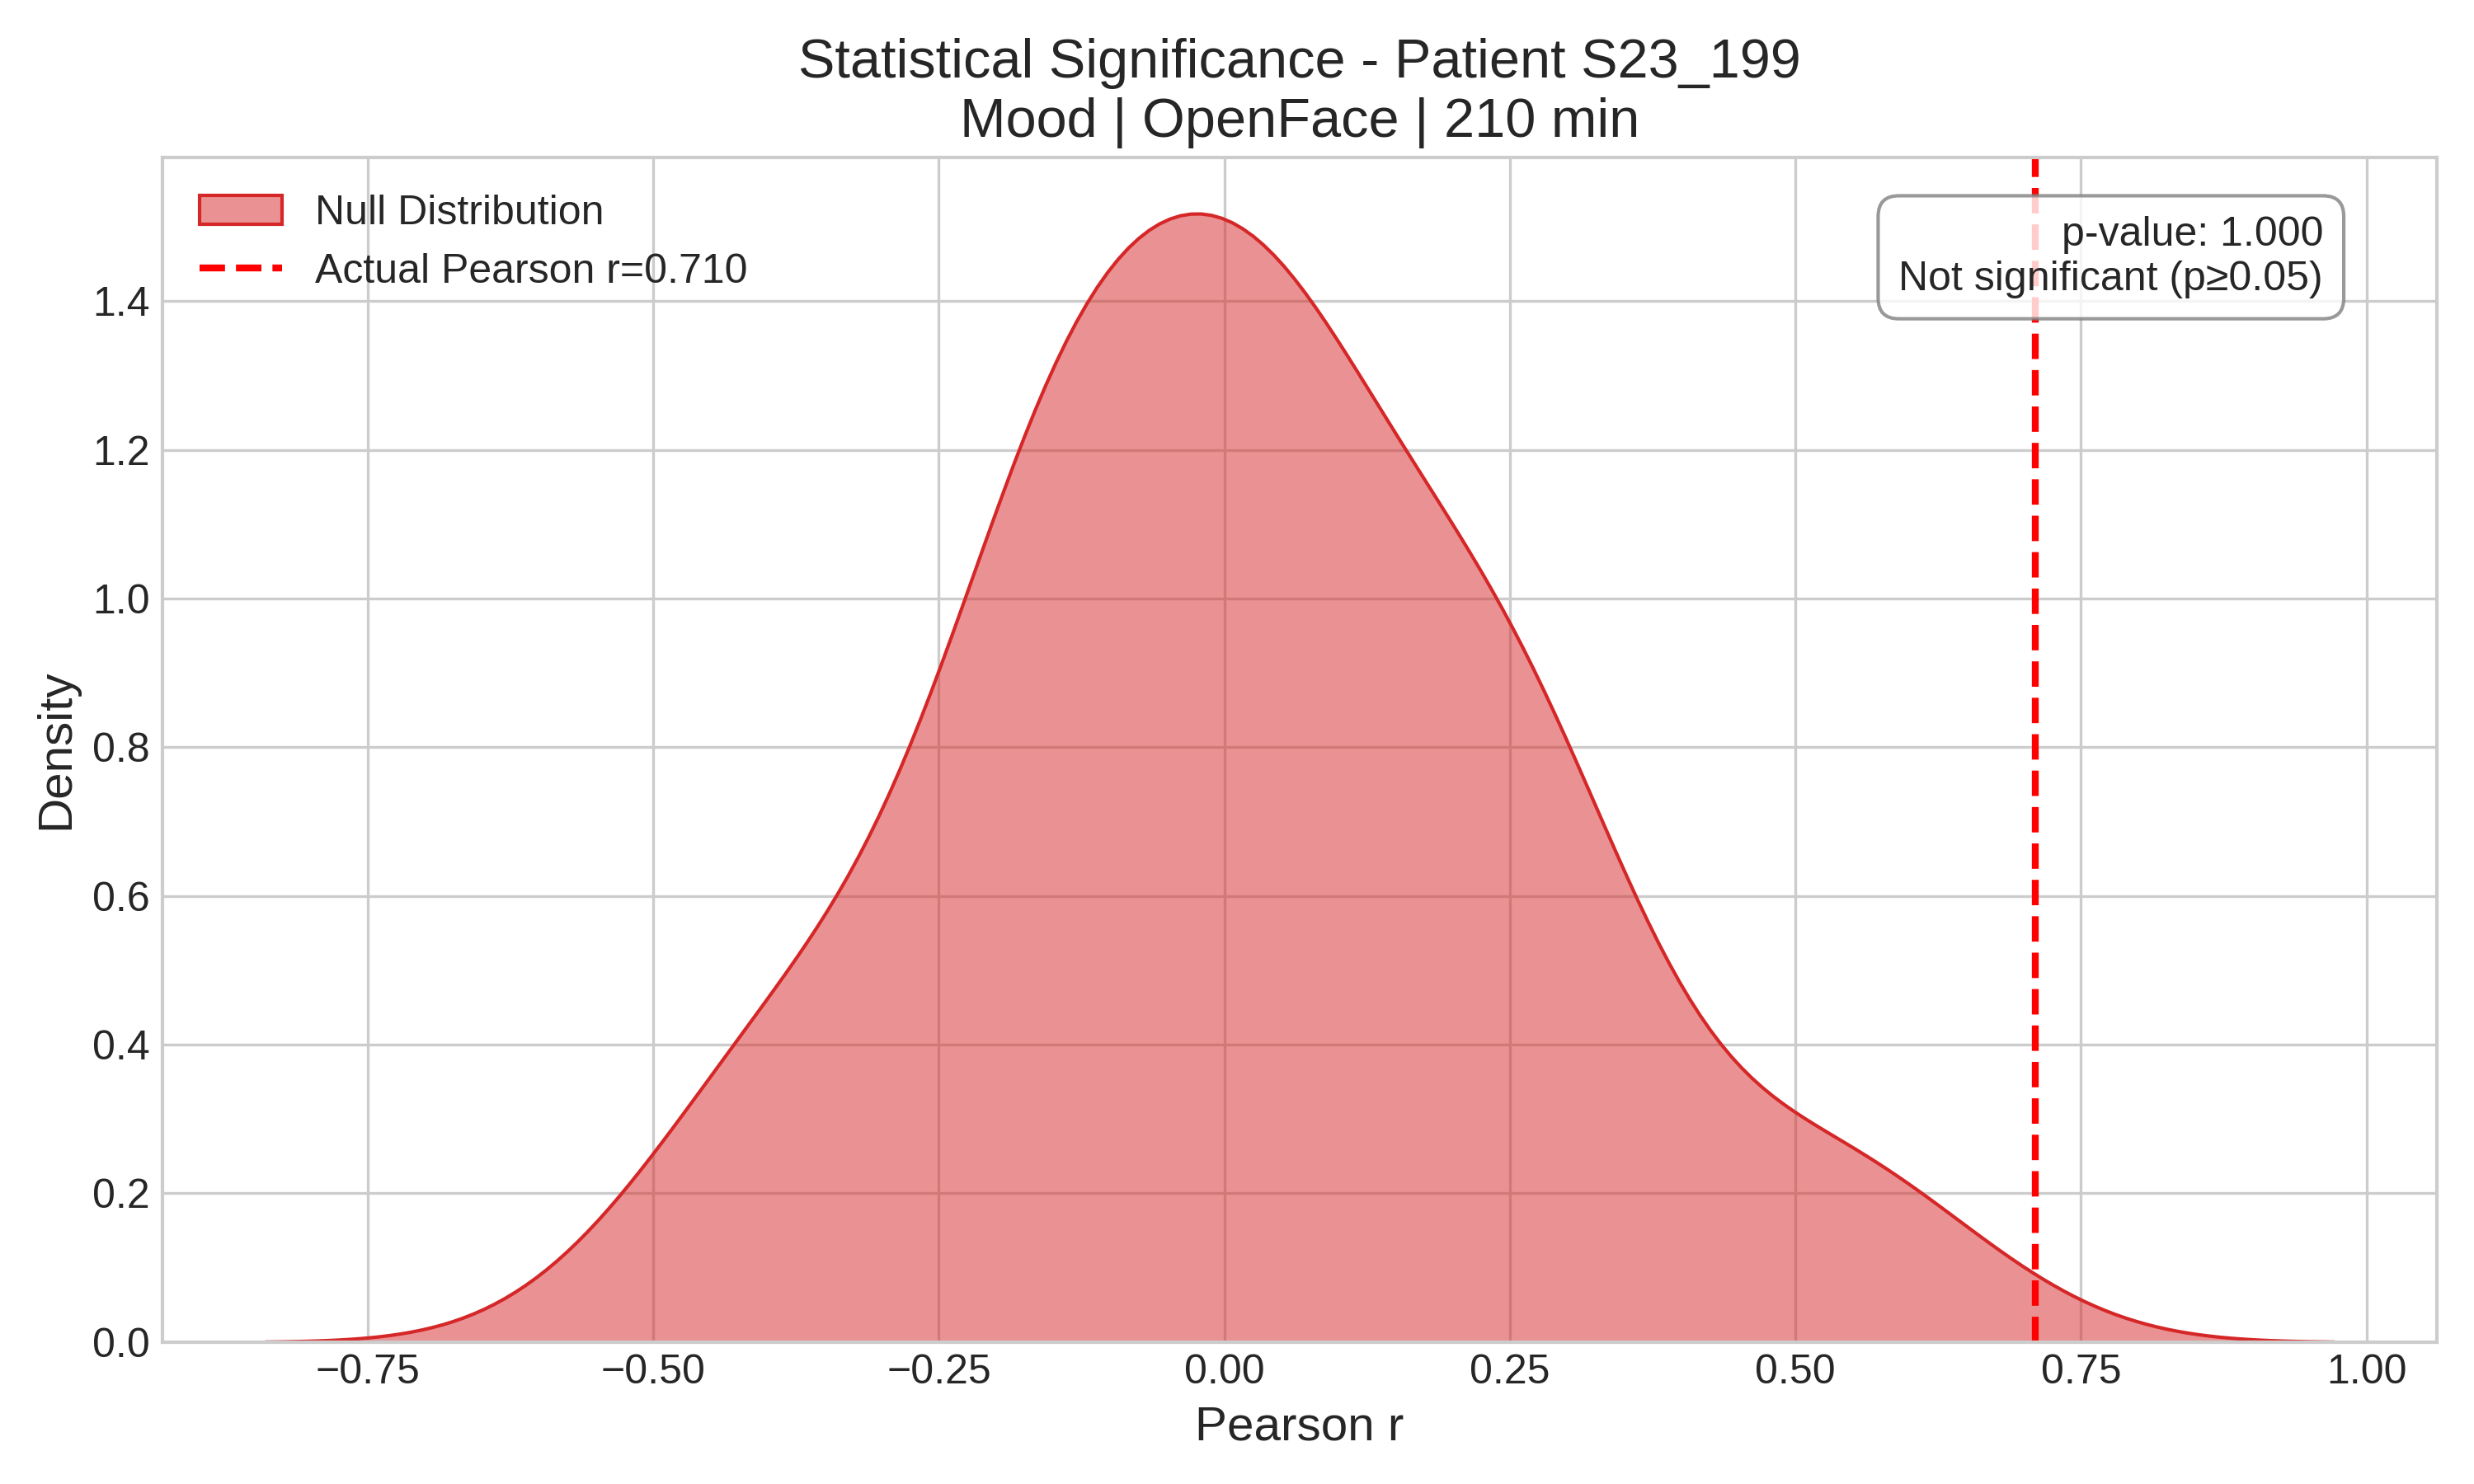 Statistical Significance - Patient S23_199
Mood | OpenFace | 210 min
Null Distribution
Actual Pearson r=0.710
p-value: 1.000
Not significant (p≥0.05)
Density
1.4
1.2
1.0
0.8
0.6
0.4
0.2
0.0
−0.75 −0.50 −0.25 0.00 0.25 0.50 0.75 1.00
Pearson r